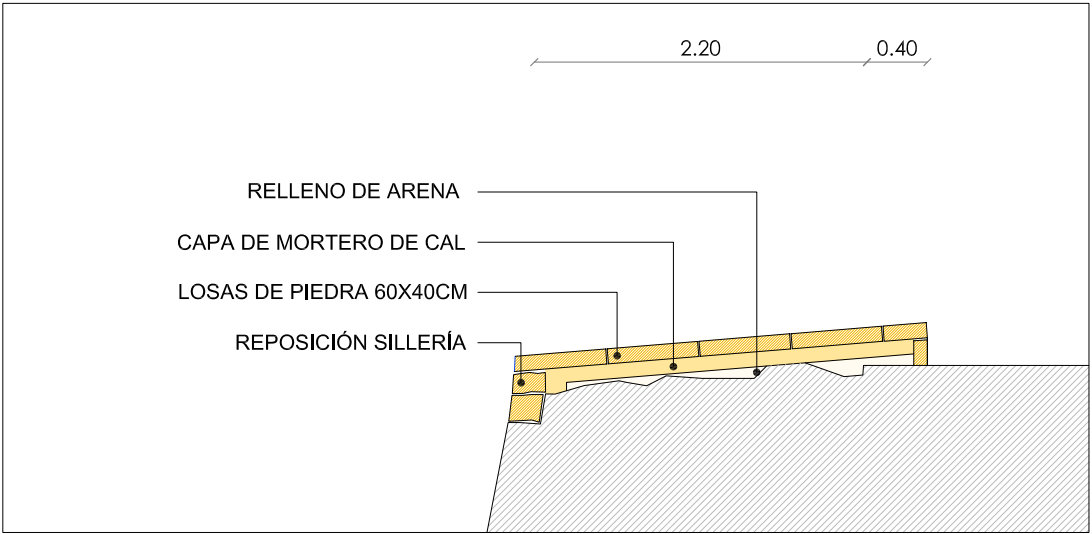 2.20
0.40
RELLENO DE ARENA
CAPA DE MORTERO DE CAL
LOSAS DE PIEDRA 60X40CM
REPOSICIÓN SILLERÍA